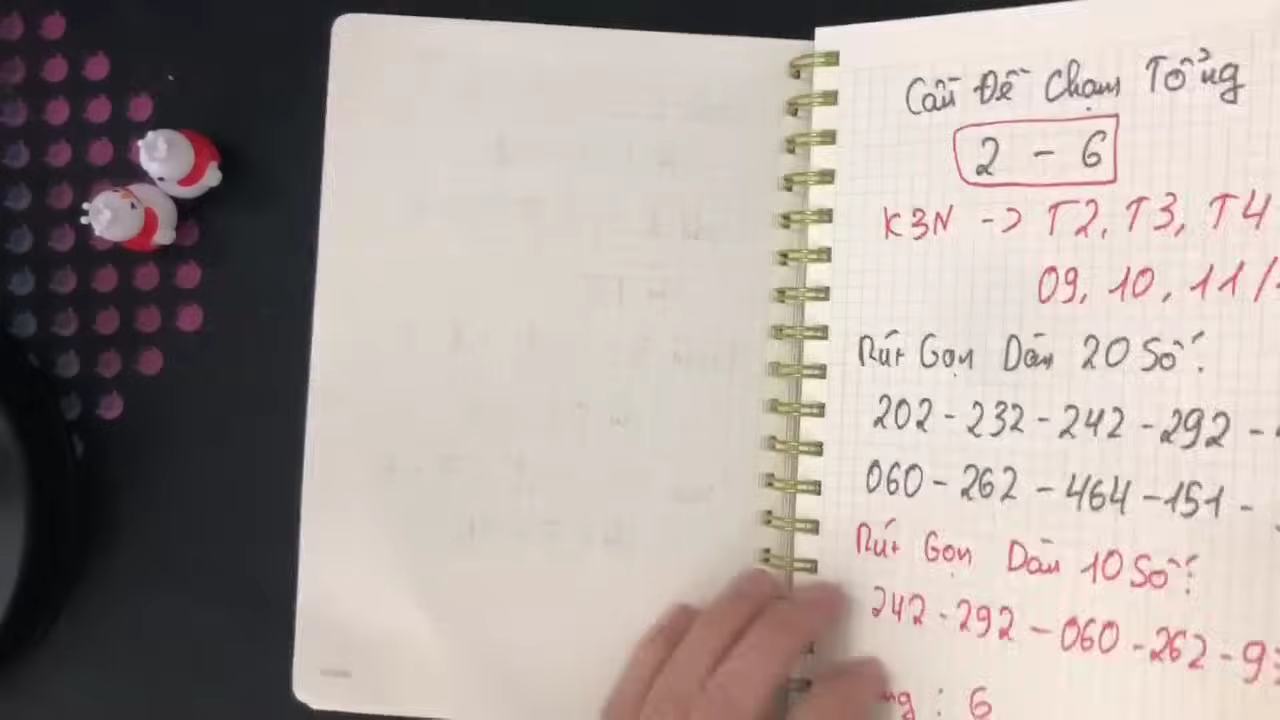 Cầu Đề Chạm Tổng
2 - 6
K3N -> T2, T3, T4
09, 10, 11/
Rút Gọn Dàn 20 Số:
202 - 232 - 242 - 292 -
060 - 262 - 464 - 151 -
Rút Gọn Dàn 10 Số:
242 - 292 - 060 - 262 - 9
: 6